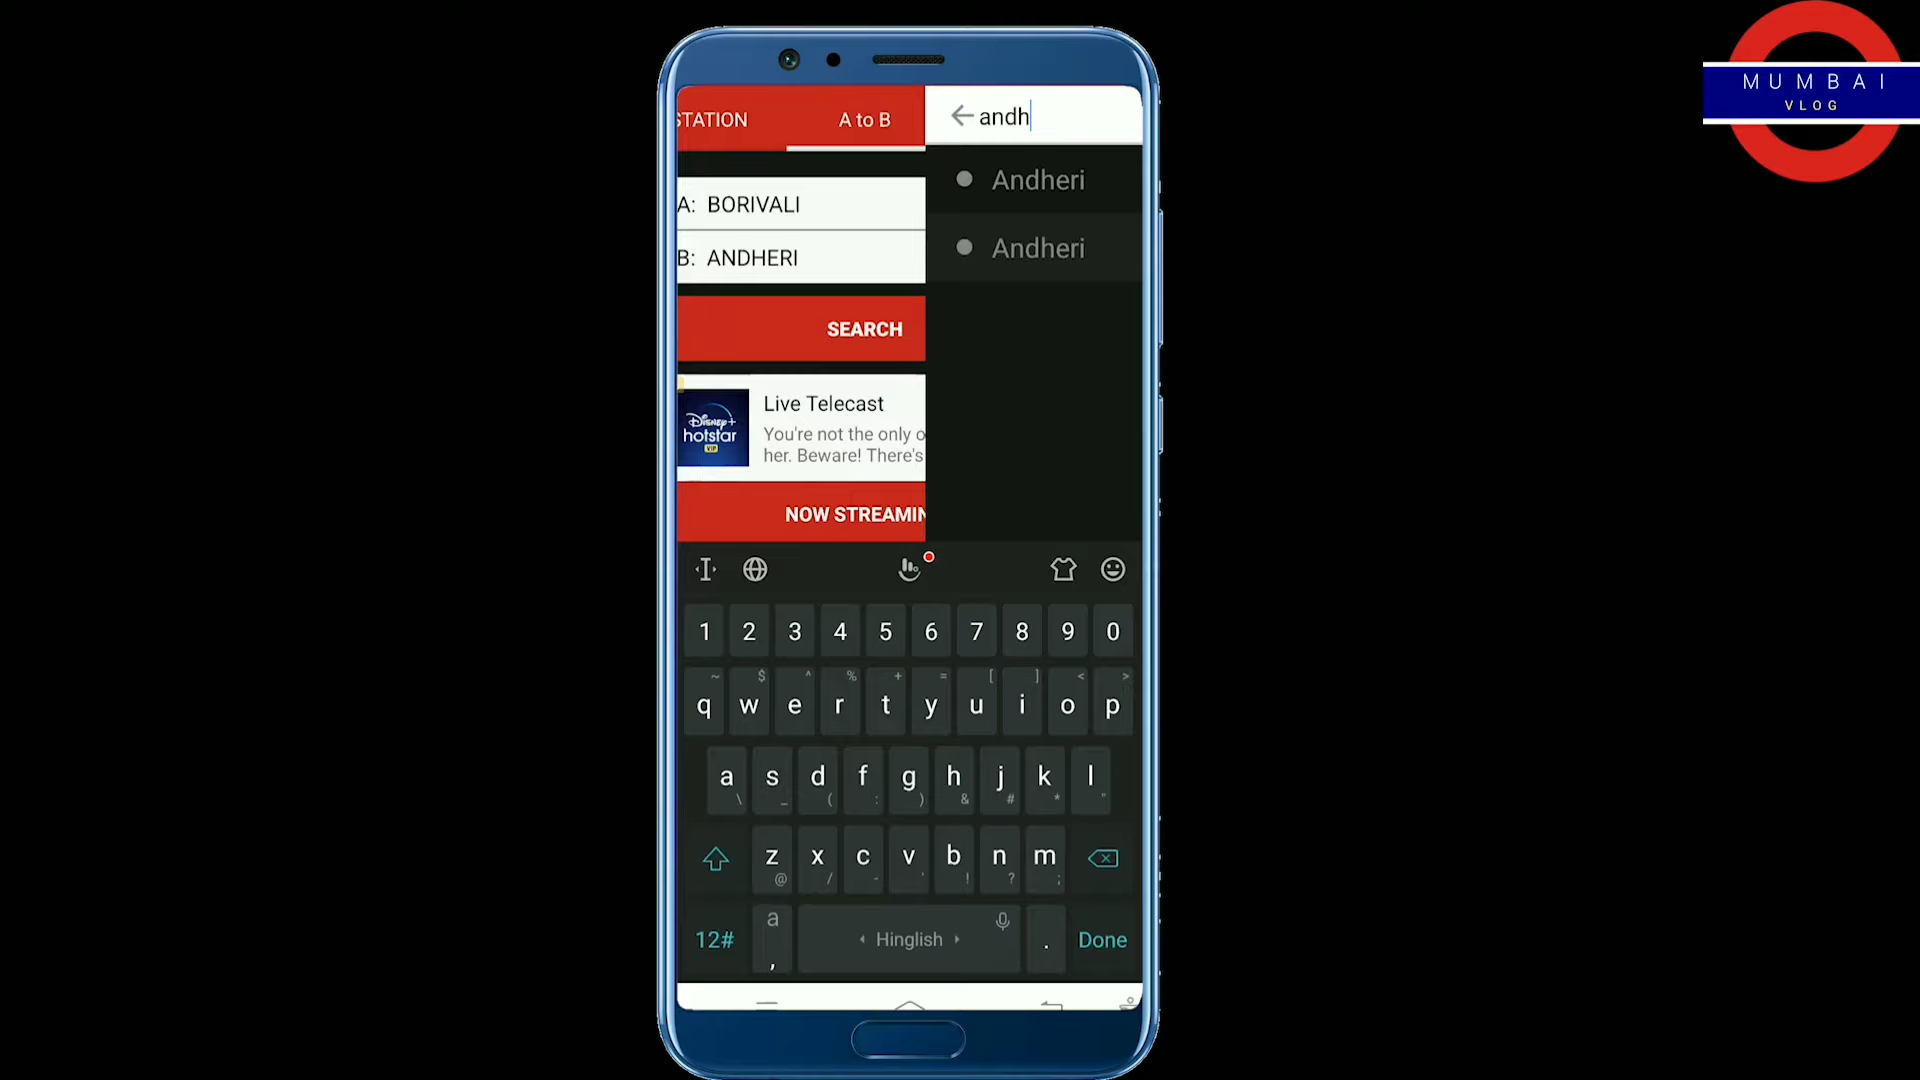 MUMBAI
VLOG
STATION
A to B
andh
Andheri
Andheri
A: BORIVALI
B: ANDHERI
SEARCH
Disney+
hotstar
VIP
Live Telecast
You're not the only o
her. Beware! There's
NOW STREAMIN
1 2 3 4 5 6 7 8 9 0
~ $ ^ % + = [ ] < >
q w e r t y u i o p
a s d f g h j k l
\ _ ( : ) & # * "
z x c v b n m
@ / - ' ! ? ;
12#
a
,
Hinglish
.
Done